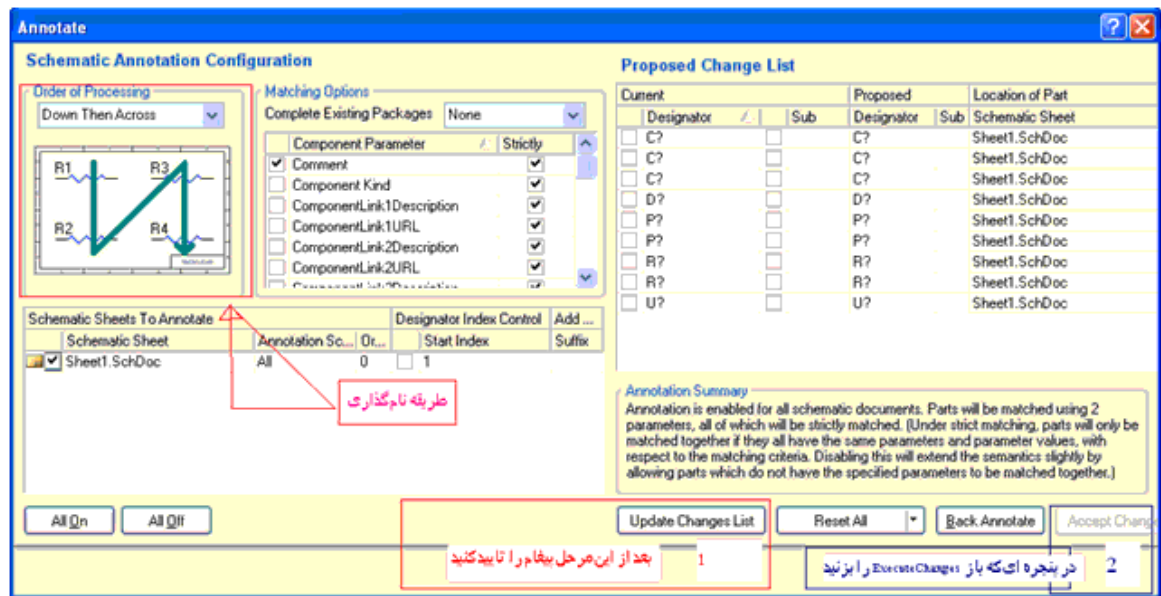 Annotate
Schematic Annotation Configuration
Order of Processing
Down Then Across
R1 R3
R2 R4
Matching Options
Complete Existing Packages None
Component Parameter Strictly
Comment
Component Kind
ComponentLink1Description
ComponentLink1URL
ComponentLink2Description
ComponentLink2URL
Schematic Sheets To Annotate Designator Index Control Add ...
Schematic Sheet Annotation Sc... Or... Start Index Suffix
Sheet1.SchDoc All 0 1
طریقه نام‌گذاری
Proposed Change List
Current Proposed Location of Part
Designator Sub Designator Sub Schematic Sheet
C? C? Sheet1.SchDoc
C? C? Sheet1.SchDoc
C? C? Sheet1.SchDoc
D? D? Sheet1.SchDoc
P? P? Sheet1.SchDoc
P? P? Sheet1.SchDoc
R? R? Sheet1.SchDoc
R? R? Sheet1.SchDoc
U? U? Sheet1.SchDoc
Annotation Summary
Annotation is enabled for all schematic documents. Parts will be matched using 2
parameters, all of which will be strictly matched. (Under strict matching, parts will only be
matched together if they all have the same parameters and parameter values, with
respect to the matching criteria. Disabling this will extend the semantics slightly by
allowing parts which do not have the specified parameters to be matched together.)
All On All Off Update Changes List Reset All Back Annotate Accept Chang
بعد از این مرحل پیغام را تایید کنید 1
در پنجره ای که باز ExecuteChanges را بزنید 2